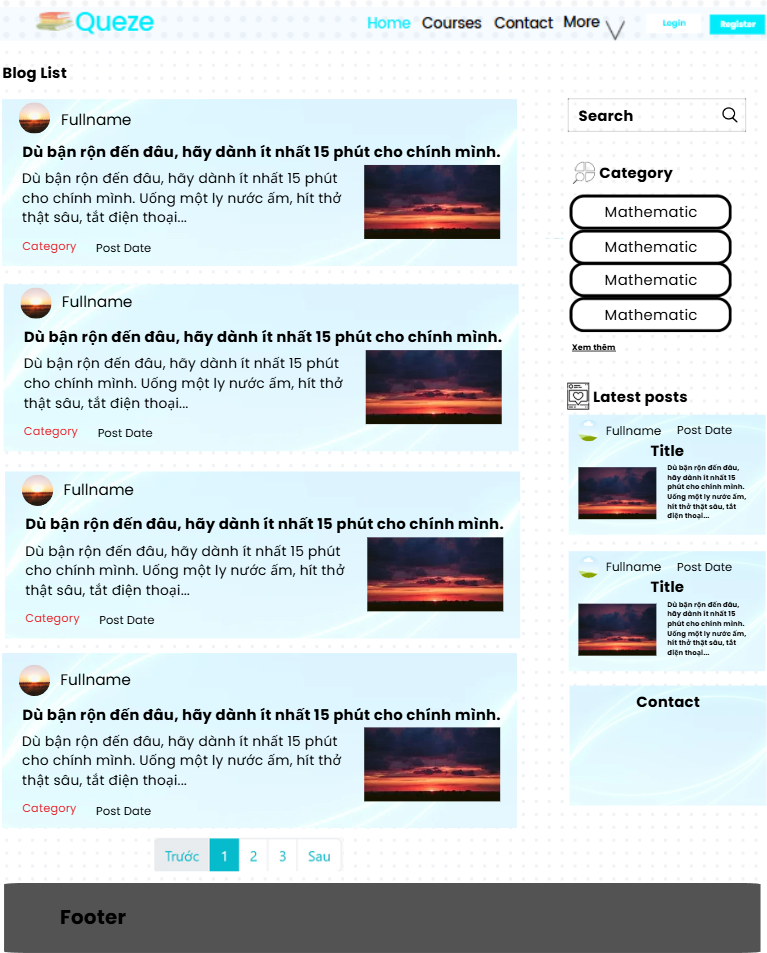 Queze
Home Courses Contact More Login Register
Blog List
Fullname
Dù bận rộn đến đâu, hãy dành ít nhất 15 phút cho chính mình.
Dù bận rộn đến đâu, hãy dành ít nhất 15 phút
cho chính mình. Uống một ly nước ấm, hít thở
thật sâu, tắt điện thoại...
Category Post Date
Fullname
Dù bận rộn đến đâu, hãy dành ít nhất 15 phút cho chính mình.
Dù bận rộn đến đâu, hãy dành ít nhất 15 phút
cho chính mình. Uống một ly nước ấm, hít thở
thật sâu, tắt điện thoại...
Category Post Date
Fullname
Dù bận rộn đến đâu, hãy dành ít nhất 15 phút cho chính mình.
Dù bận rộn đến đâu, hãy dành ít nhất 15 phút
cho chính mình. Uống một ly nước ấm, hít thở
thật sâu, tắt điện thoại...
Category Post Date
Fullname
Dù bận rộn đến đâu, hãy dành ít nhất 15 phút cho chính mình.
Dù bận rộn đến đâu, hãy dành ít nhất 15 phút
cho chính mình. Uống một ly nước ấm, hít thở
thật sâu, tắt điện thoại...
Category Post Date
Trước 1 2 3 Sau
Search
Category
Mathematic
Mathematic
Mathematic
Mathematic
Xem thêm
Latest posts
Fullname Post Date
Title
Dù bận rộn đến đâu,
hãy dành ít nhất 15
phút cho chính mình.
Uống một ly nước ấm,
hít thở thật sâu, tắt
điện thoại...
Fullname Post Date
Title
Dù bận rộn đến đâu,
hãy dành ít nhất 15
phút cho chính mình.
Uống một ly nước ấm,
hít thở thật sâu, tắt
điện thoại...
Contact
Footer